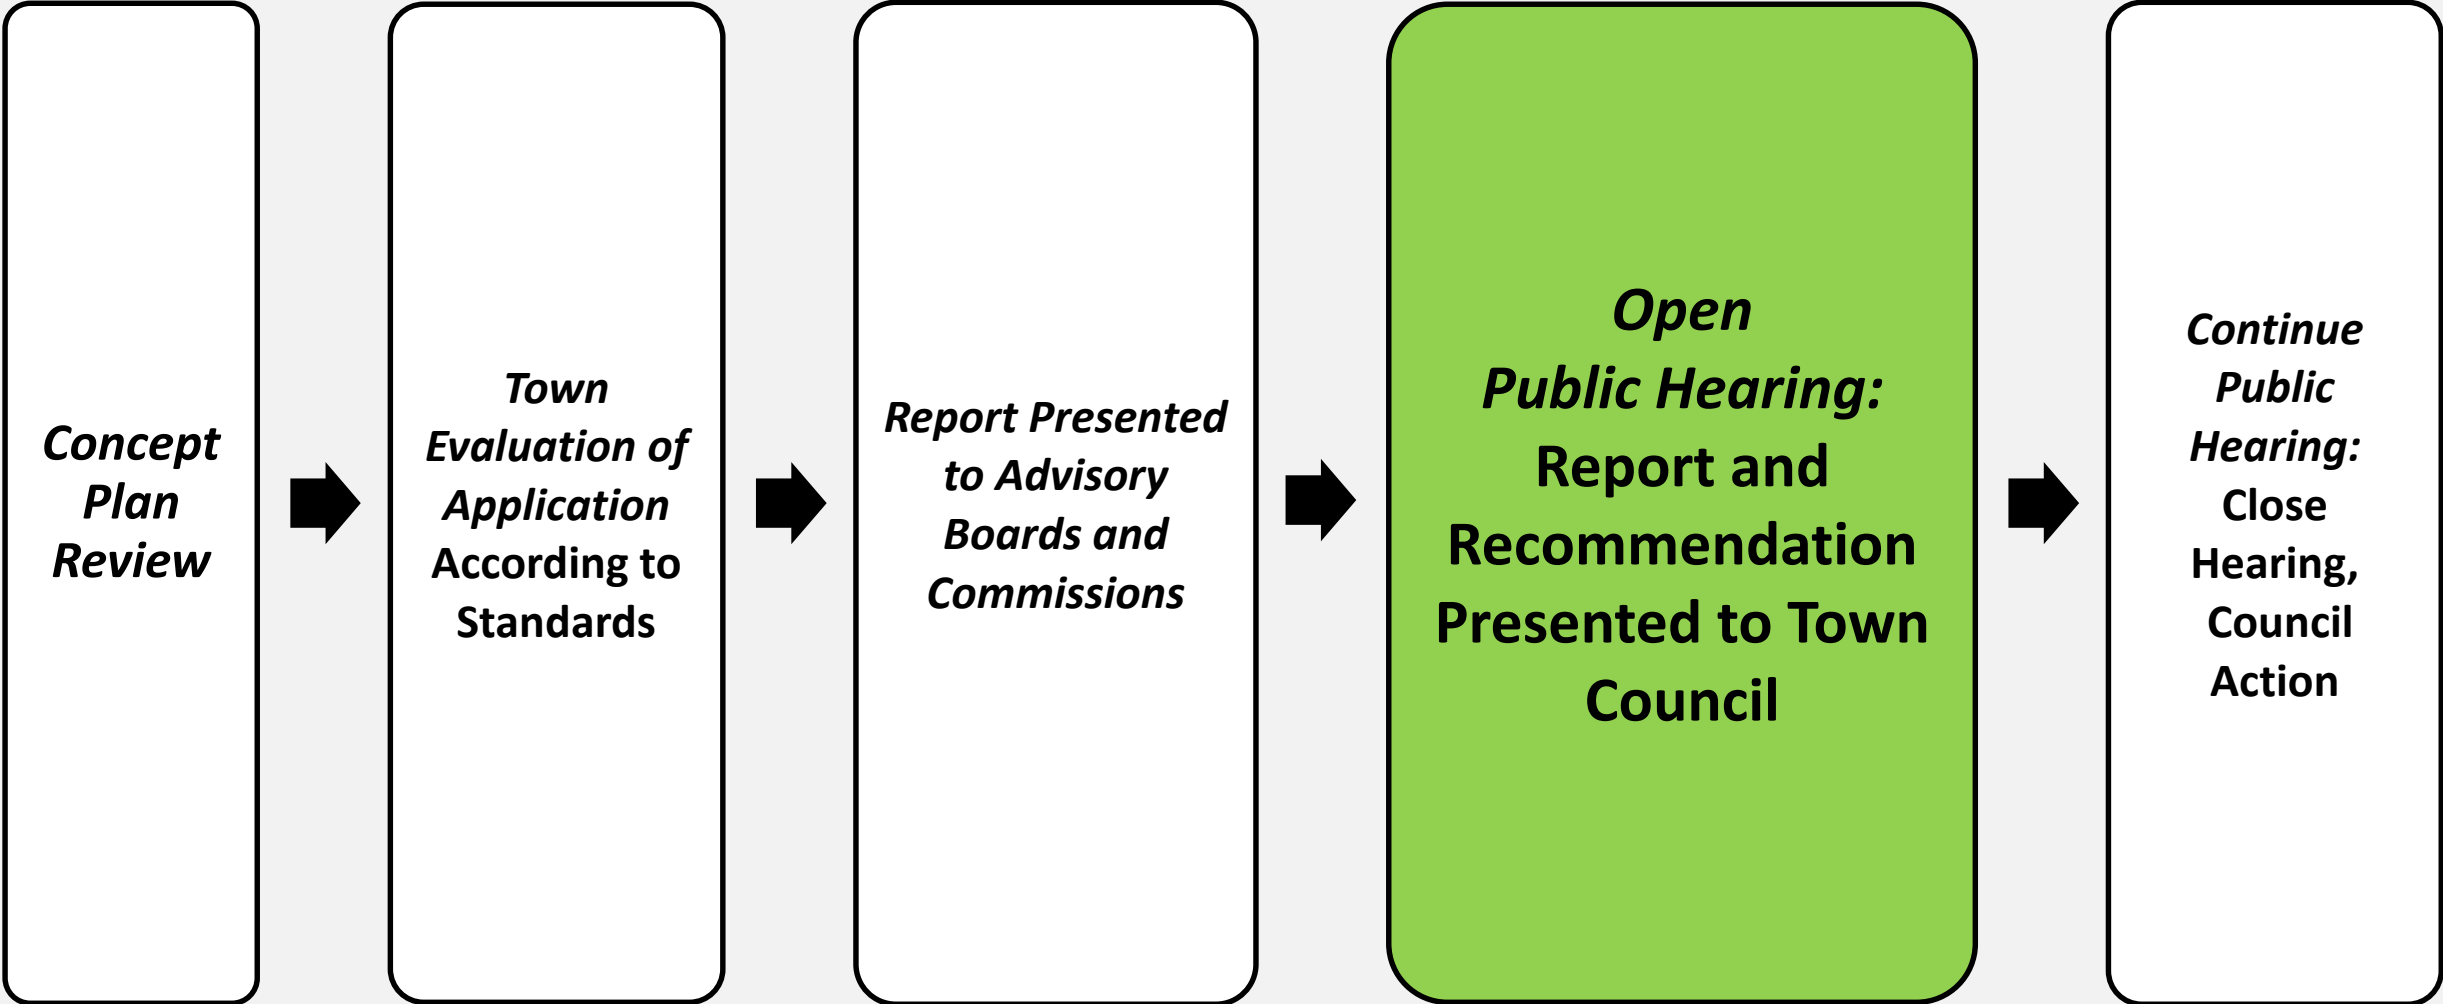 Concept
Plan
Review
Town
Evaluation of
Application
According to
Standards
Report Presented
to Advisory
Boards and
Commissions
Open
Public Hearing:
Report and
Recommendation
Presented to Town
Council
Continue
Public
Hearing:
Close
Hearing,
Council
Action